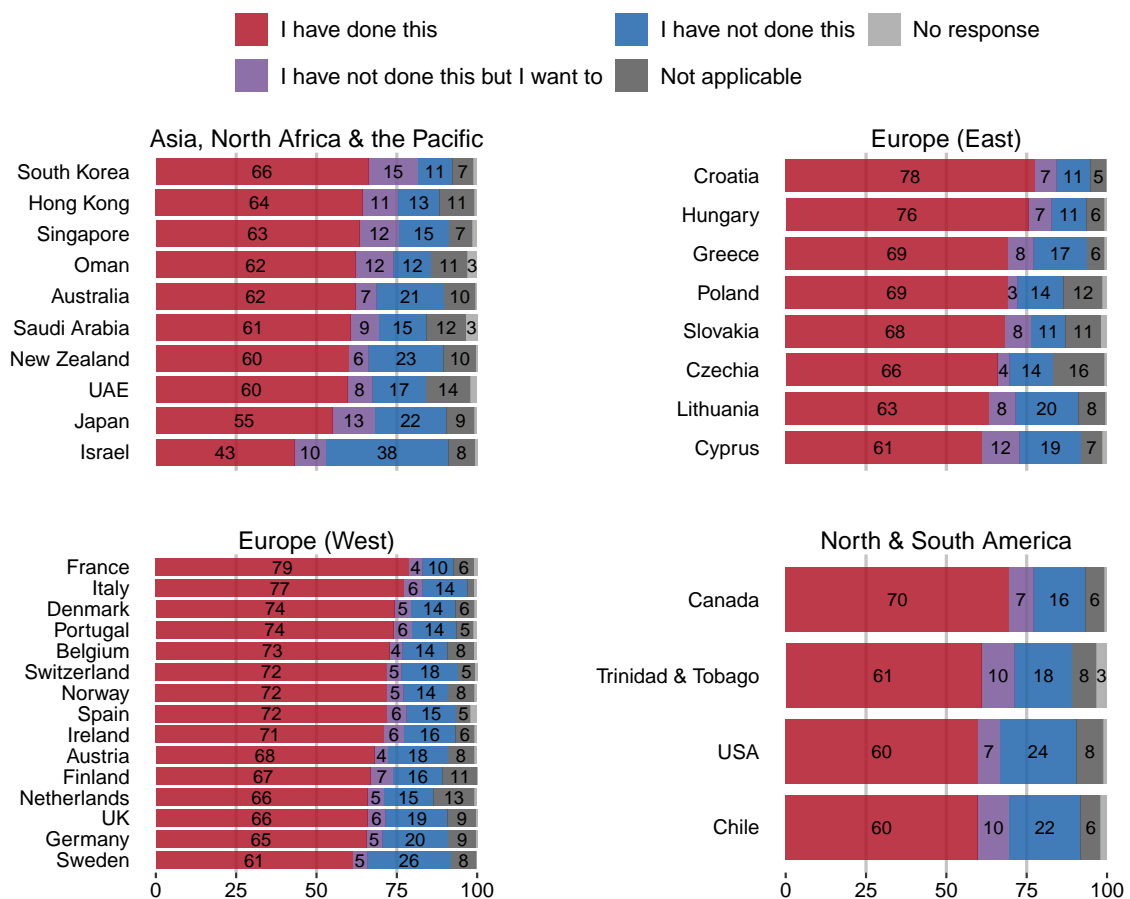 I have done this I have not done this No response
I have not done this but I want to Not applicable
Asia, North Africa & the Pacific
South Korea 66 15 11 7
Hong Kong 64 11 13 11
Singapore 63 12 15 7
Oman 62 12 12 11 3
Australia 62 7 21 10
Saudi Arabia 61 9 15 12 3
New Zealand 60 6 23 10
UAE 60 8 17 14
Japan 55 13 22 9
Israel 43 10 38 8
Europe (East)
Croatia 78 7 11 5
Hungary 76 7 11 6
Greece 69 8 17 6
Poland 69 3 14 12
Slovakia 68 8 11 11
Czechia 66 4 14 16
Lithuania 63 8 20 8
Cyprus 61 12 19 7
Europe (West)
France 79 4 10 6
Italy 77 6 14
Denmark 74 5 14 6
Portugal 74 6 14 5
Belgium 73 4 14 8
Switzerland 72 5 18 5
Norway 72 5 14 8
Spain 72 6 15 5
Ireland 71 6 16 6
Austria 68 4 18 8
Finland 67 7 16 11
Netherlands 66 5 15 13
UK 66 6 19 9
Germany 65 5 20 9
Sweden 61 5 26 8
0 25 50 75 100
North & South America
Canada 70 7 16 6
Trinidad & Tobago 61 10 18 8 3
USA 60 7 24 8
Chile 60 10 22 6
0 25 50 75 100